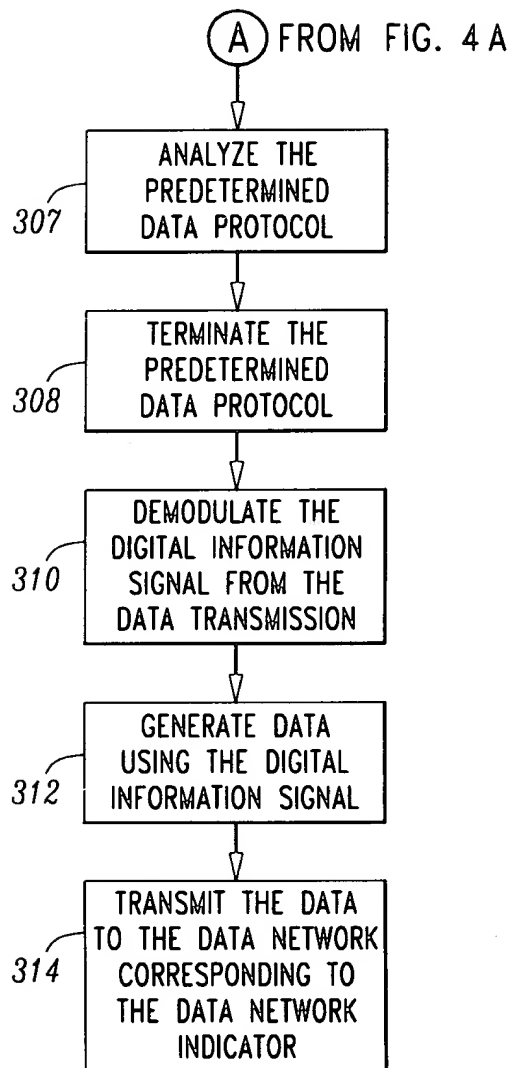 A FROM FIG. 4A
ANALYZE THE
PREDETERMINED
DATA PROTOCOL
307
TERMINATE THE
PREDETERMINED
DATA PROTOCOL
308
DEMODULATE THE
DIGITAL INFORMATION
SIGNAL FROM THE
DATA TRANSMISSION
310
GENERATE DATA
USING THE DIGITAL
INFORMATION SIGNAL
312
TRANSMIT THE DATA
TO THE DATA NETWORK
CORRESPONDING TO
THE DATA NETWORK
INDICATOR
314